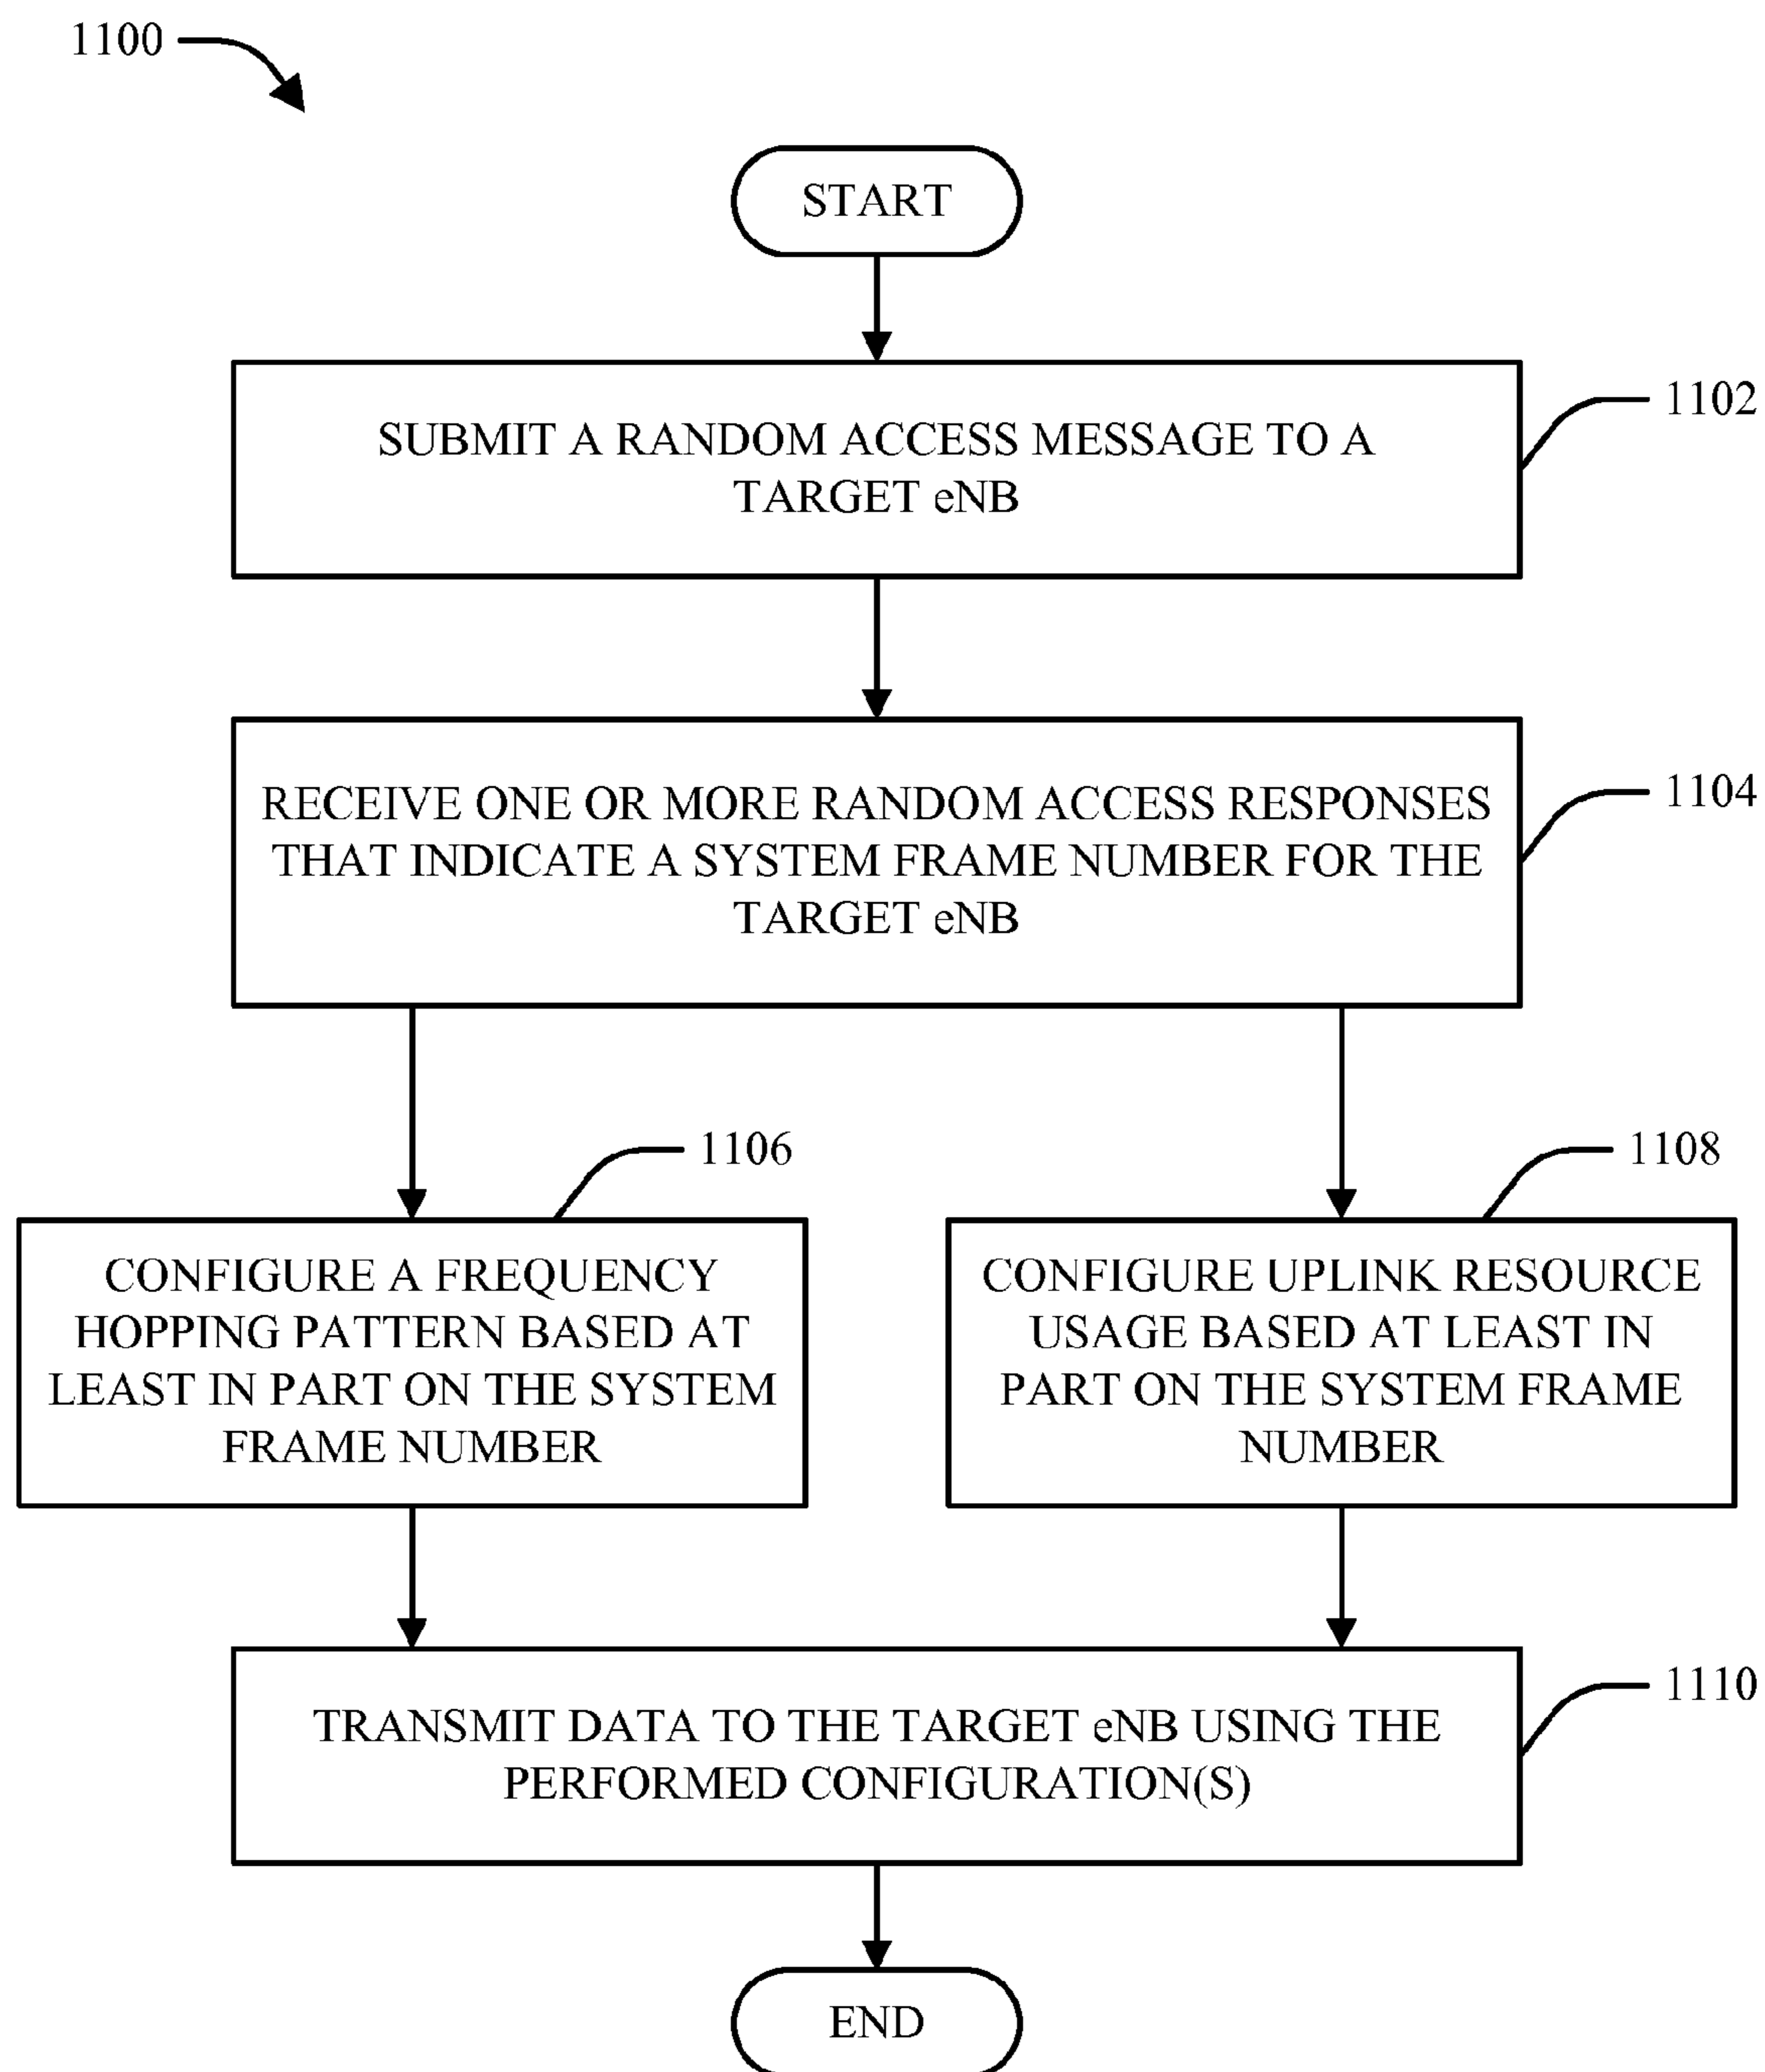 1100
START
SUBMIT A RANDOM ACCESS MESSAGE TO A
TARGET eNB
1102
RECEIVE ONE OR MORE RANDOM ACCESS RESPONSES
THAT INDICATE A SYSTEM FRAME NUMBER FOR THE
TARGET eNB
1104
1106
CONFIGURE A FREQUENCY
HOPPING PATTERN BASED AT
LEAST IN PART ON THE SYSTEM
FRAME NUMBER
1108
CONFIGURE UPLINK RESOURCE
USAGE BASED AT LEAST IN
PART ON THE SYSTEM FRAME
NUMBER
TRANSMIT DATA TO THE TARGET eNB USING THE
PERFORMED CONFIGURATION(S)
1110
END